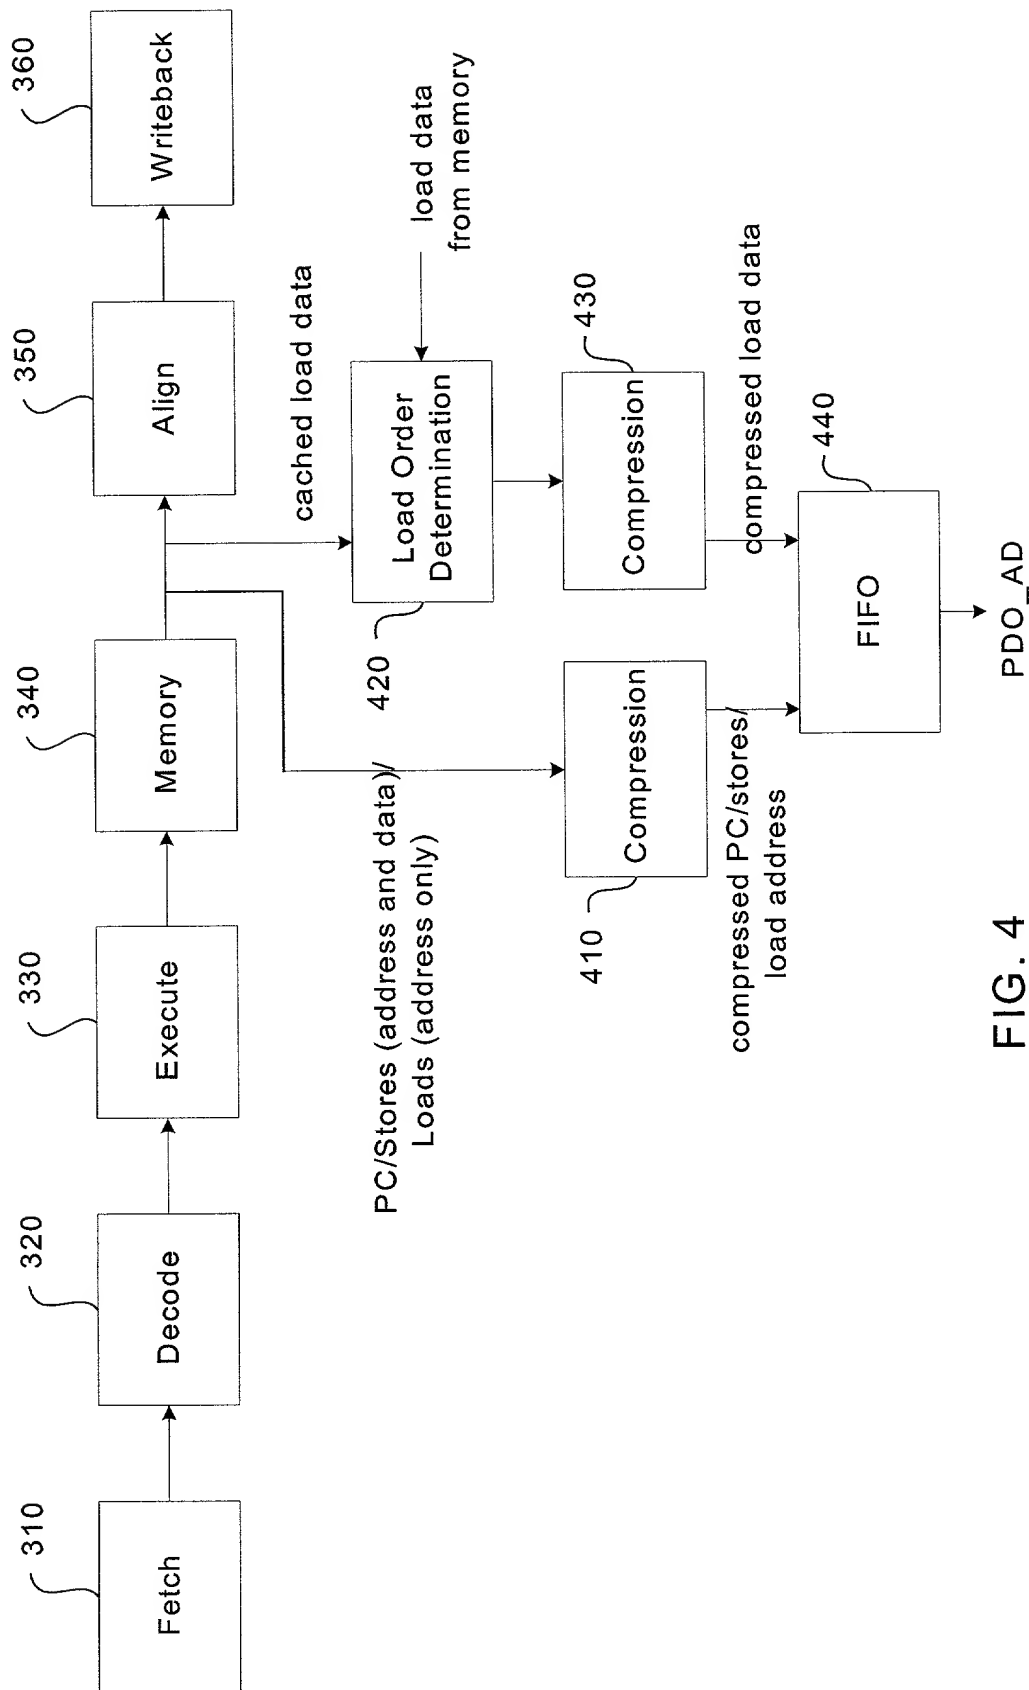 310
320
330
340
350
360
Fetch
Decode
Execute
Memory
Align
Writeback
cached load data
load data
from memory
PC/Stores (address and data)/
Loads (address only)
420
Load Order
Determination
410
430
Compression
Compression
compressed PC/stores/
load address
compressed load data
440
FIFO
PDO_AD
FIG. 4